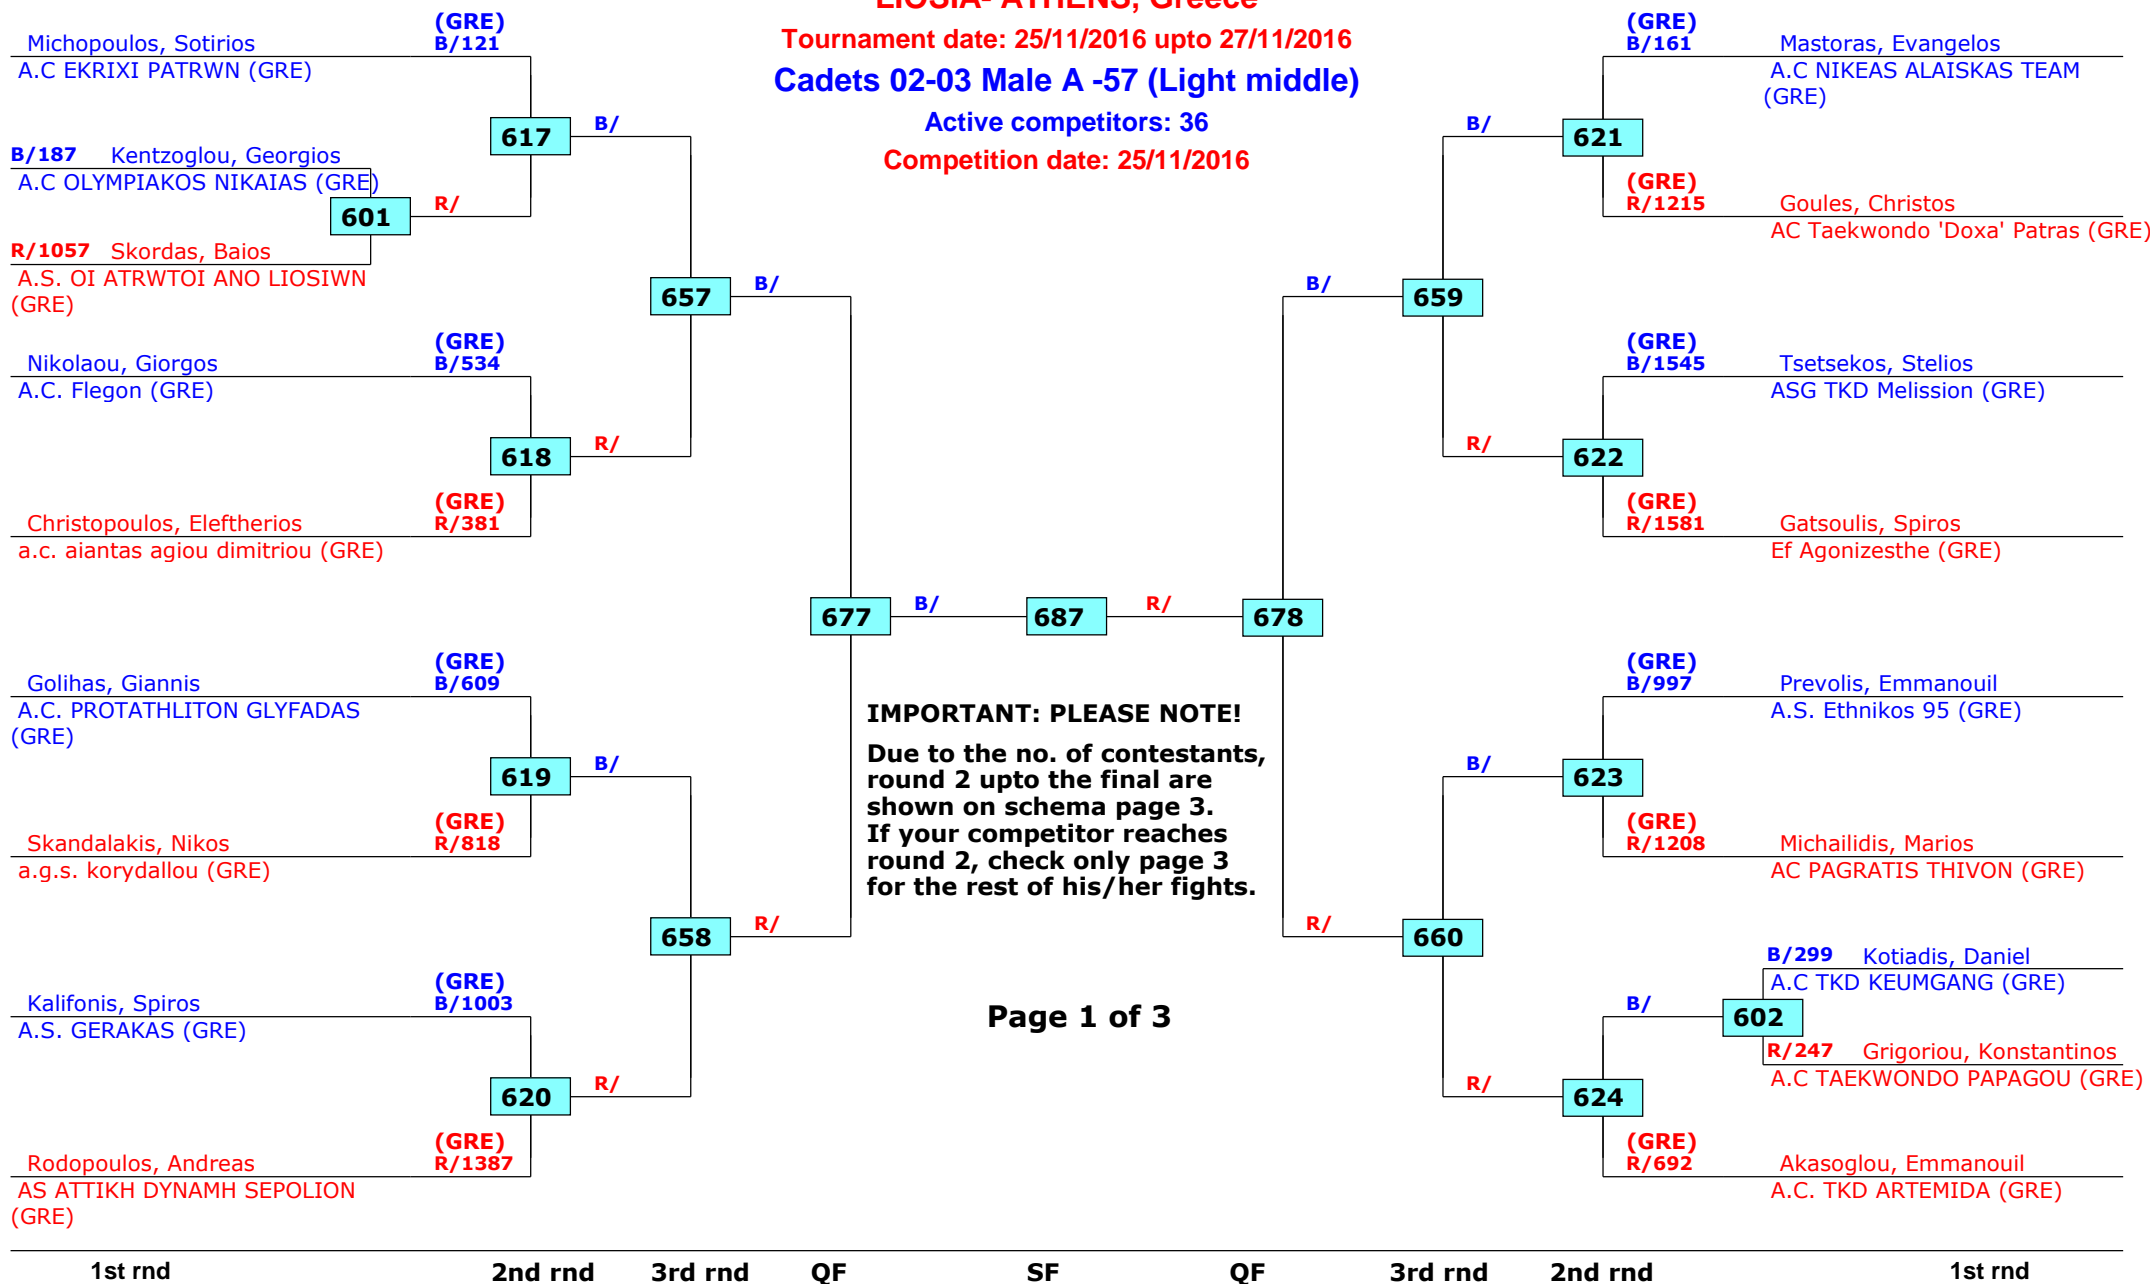 LIOSIA- ATHENS, Greece
Tournament date: 25/11/2016 upto 27/11/2016
Cadets 02-03 Male A -57 (Light middle)
Active competitors: 36
Competition date: 25/11/2016
(GRE)
Michopoulos, Sotirios B/121
A.C EKRIXI PATRWN (GRE)
617 B/
B/187 Kentzoglou, Georgios
A.C OLYMPIAKOS NIKAIAS (GRE)
601 R/
R/1057 Skordas, Baios
A.S. OI ATRWTOI ANO LIOSIWN
(GRE)
657 B/
(GRE)
Nikolaou, Giorgos B/534
A.C. Flegon (GRE)
618 R/
(GRE)
Christopoulos, Eleftherios R/381
a.c. aiantas agiou dimitriou (GRE)
677 B/ 687 R/ 678
(GRE)
Golihas, Giannis B/609
A.C. PROTATHLITON GLYFADAS
(GRE)
619 B/
(GRE)
Skandalakis, Nikos R/818
a.g.s. korydallou (GRE)
658 R/
(GRE)
Kalifonis, Spiros B/1003
A.S. GERAKAS (GRE)
620 R/
(GRE)
Rodopoulos, Andreas R/1387
AS ATTIKH DYNAMH SEPOLION
(GRE)
IMPORTANT: PLEASE NOTE!
Due to the no. of contestants,
round 2 upto the final are
shown on schema page 3.
If your competitor reaches
round 2, check only page 3
for the rest of his/her fights.
Page 1 of 3
(GRE)
B/161 Mastoras, Evangelos
A.C NIKEAS ALAISKAS TEAM
(GRE)
B/ 621
(GRE)
R/1215 Goules, Christos
AC Taekwondo 'Doxa' Patras (GRE)
B/ 659
(GRE)
B/1545 Tsetsekos, Stelios
ASG TKD Melission (GRE)
R/ 622
(GRE)
R/1581 Gatsoulis, Spiros
Ef Agonizesthe (GRE)
(GRE)
B/997 Prevolis, Emmanouil
A.S. Ethnikos 95 (GRE)
B/ 623
(GRE)
R/1208 Michailidis, Marios
AC PAGRATIS THIVON (GRE)
R/ 660
B/299 Kotiadis, Daniel
A.C TKD KEUMGANG (GRE)
B/ 602
R/247 Grigoriou, Konstantinos
A.C TAEKWONDO PAPAGOU (GRE)
R/ 624
(GRE)
R/692 Akasoglou, Emmanouil
A.C. TKD ARTEMIDA (GRE)
1st rnd 2nd rnd 3rd rnd QF SF QF 3rd rnd 2nd rnd 1st rnd